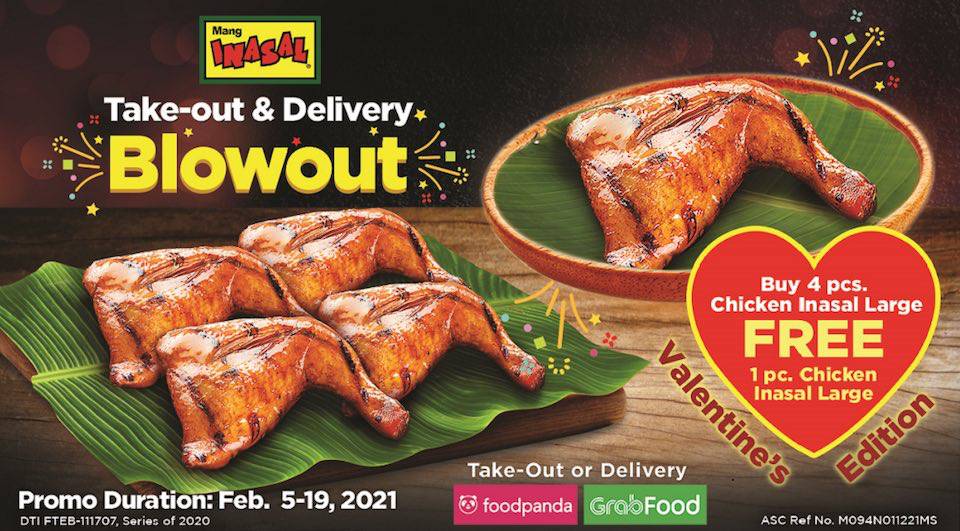 Mang
INASAL
Take-out & Delivery
Blowout
Buy 4 pcs.
Chicken Inasal Large
FREE
1 pc. Chicken
Inasal Large
Valentine's
Edition
Take-Out or Delivery
foodpanda
GrabFood
Promo Duration: Feb. 5-19, 2021
DTI FTEB-111707, Series of 2020
ASC Ref No. M094N011221MS